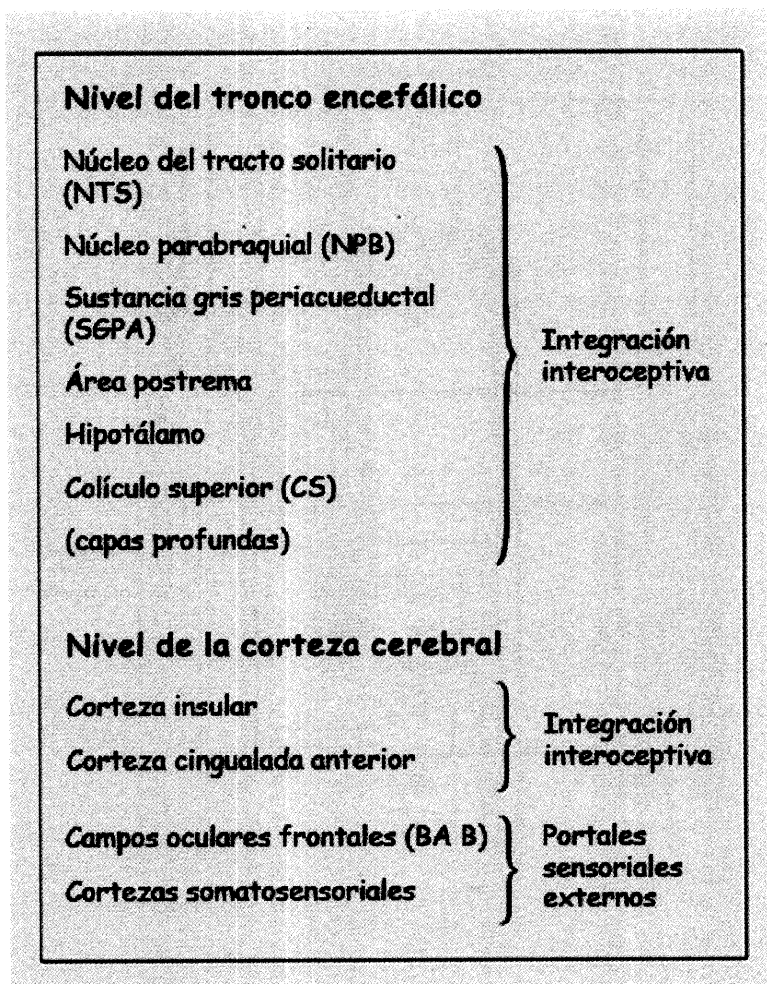 Nivel del tronco encefálico
Núcleo del tracto solitario
(NTS)
Núcleo parabraquial (NPB)
Sustancia gris periacueductal
(SGPA)
Área postrema
Hipotálamo
Colículo superior (CS)
(capas profundas)
Integración
interoceptiva
Nivel de la corteza cerebral
Corteza insular
Corteza cingualada anterior
Integración
interoceptiva
Campos oculares frontales (BA B)
Cortezas somatosensoriales
Portales
sensoriales
externos